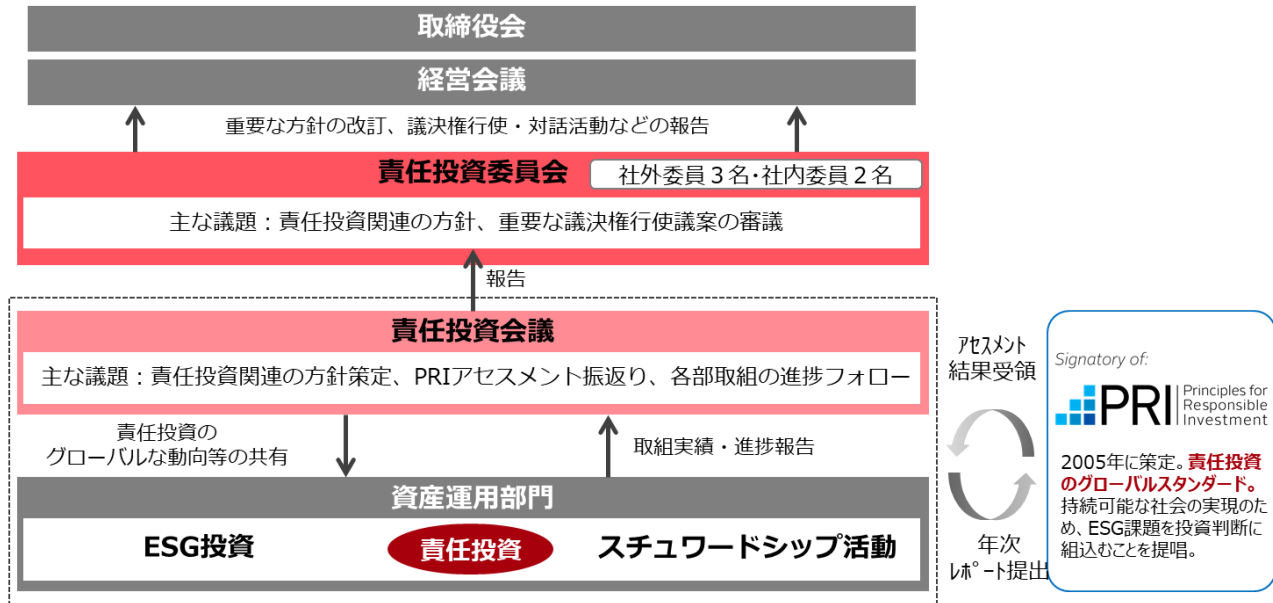 取締役会
経営会議
重要な方針の改訂、議決権行使・対話活動などの報告
責任投資委員会
社外委員３名･社内委員２名
主な議題：責任投資関連の方針、重要な議決権行使議案の審議
報告
責任投資会議
主な議題：責任投資関連の方針策定、PRIアセスメント振返り、各部取組の進捗フォロー
責任投資の
グローバルな動向等の共有
取組実績・進捗報告
資産運用部門
ESG投資
責任投資
スチュワードシップ活動
ｱｾｽﾒﾝﾄ
結果受領
年次
ﾚﾎﾟｰﾄ提出
Signatory of:
PRI
Principles for
Responsible
Investment
2005年に策定。責任投資
のグローバルスタンダード。
持続可能な社会の実現のた
め、ESG課題を投資判断に
組込むことを提唱。